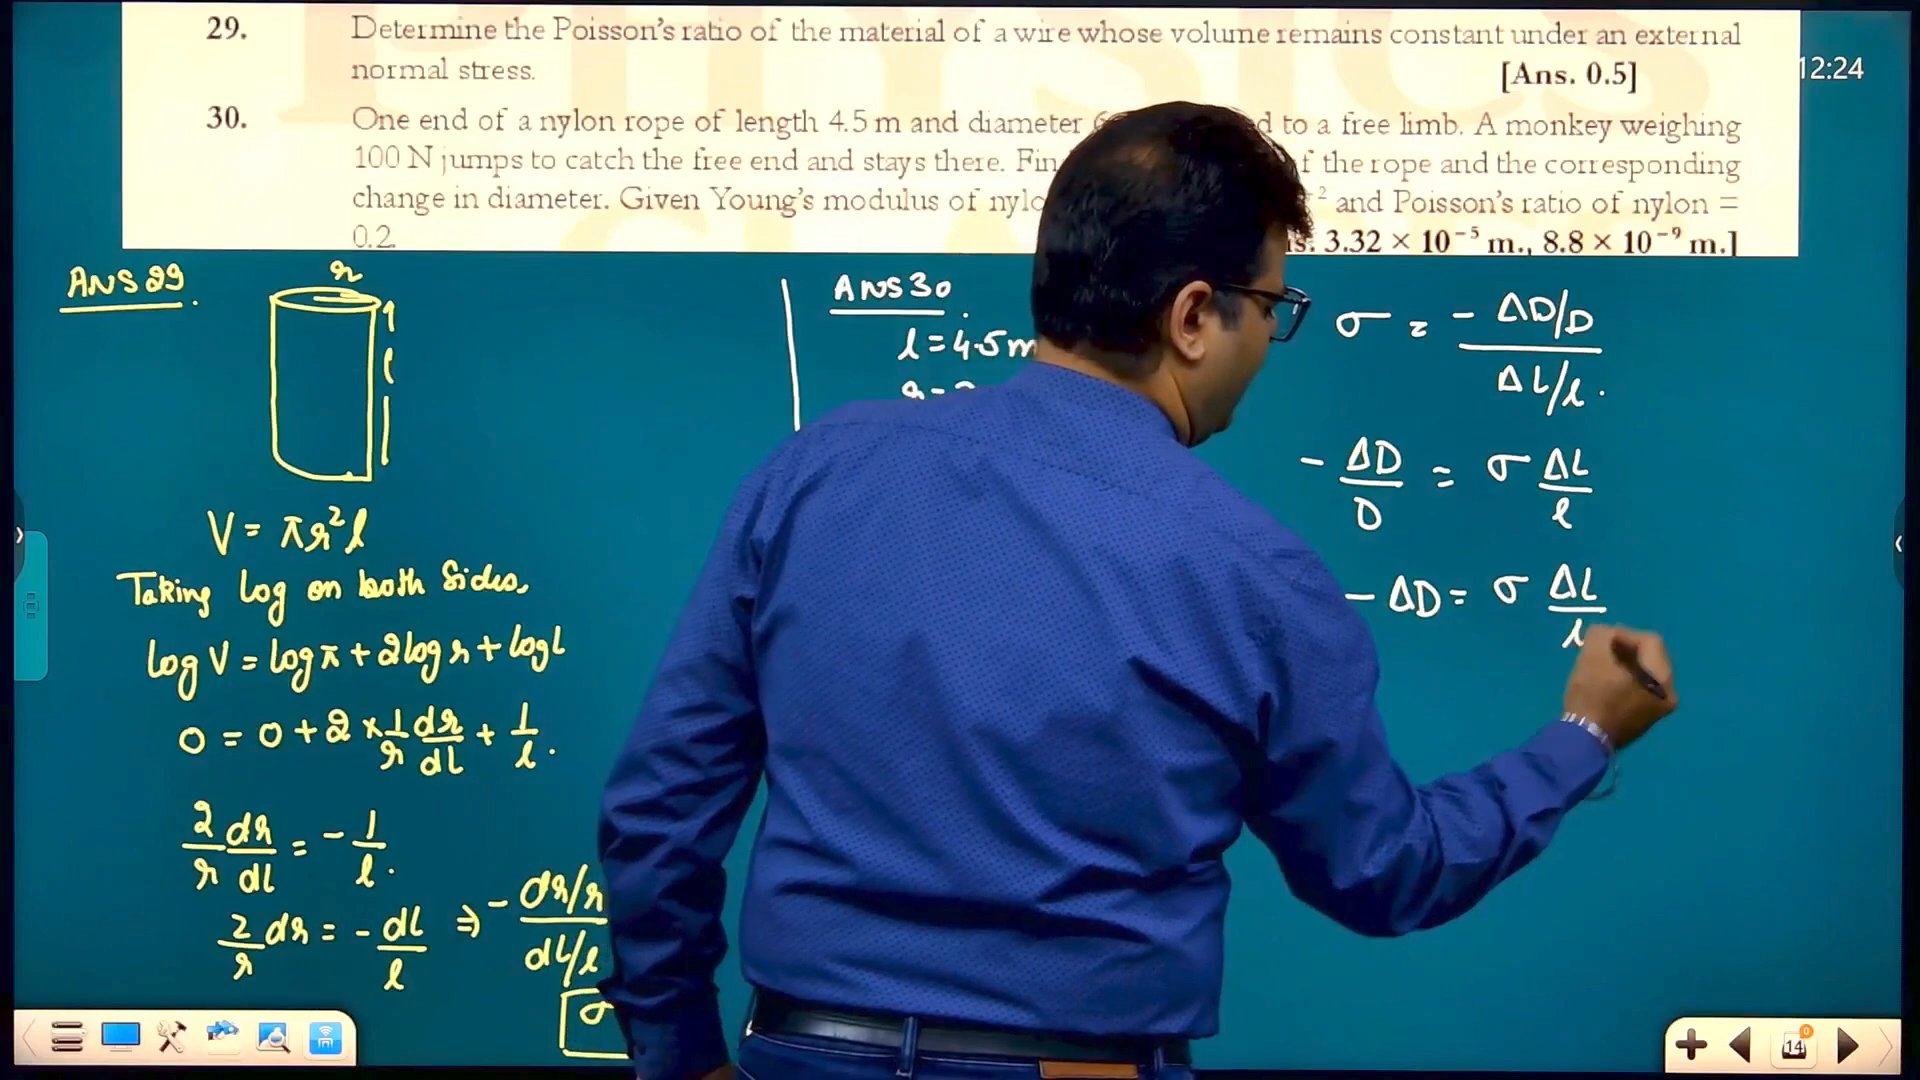 29. Determine the Poisson's ratio of the material of a wire whose volume remains constant under an external
normal stress. [Ans. 0.5]
12:24
30. One end of a nylon rope of length 4.5 m and diameter d to a free limb. A monkey weighing
100 N jumps to catch the free end and stays there. Fin f the rope and the corresponding
change in diameter. Given Young's modulus of nylo ² and Poisson's ratio of nylon =
0.2. s. 3.32 × 10⁻⁵ m., 8.8 × 10⁻⁹ m.]
ANS 29.
r
l
V = πr²l
Taking log on both Sides,
log V = log π + 2 log r + log l
0 = 0 + 2 × 1/r dr/dl + 1/l.
2/r dr/dl = - 1/l.
2/r dr = - dl/l ⇒ - dr/r / dl/l
σ
ANS 30.
l = 4.5 m
σ = - ΔD/D / ΔL/l.
- ΔD/D = σ ΔL/l
- ΔD = σ ΔL/l
14
0